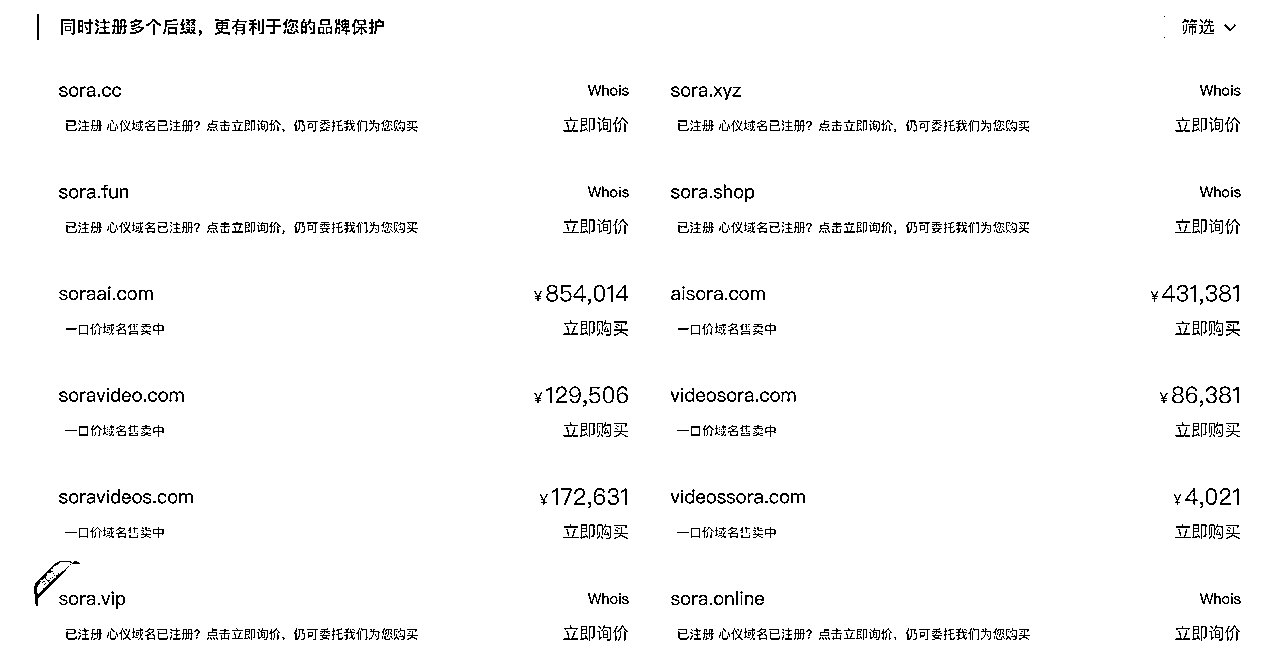 同时注册多个后缀，更有利于您的品牌保护
筛选
sora.cc Whois
已注册 心仪域名已注册？点击立即询价，仍可委托我们为您购买 立即询价
sora.xyz Whois
已注册 心仪域名已注册？点击立即询价，仍可委托我们为您购买 立即询价
sora.fun Whois
已注册 心仪域名已注册？点击立即询价，仍可委托我们为您购买 立即询价
sora.shop Whois
已注册 心仪域名已注册？点击立即询价，仍可委托我们为您购买 立即询价
soraai.com ¥854,014
一口价域名售卖中 立即购买
aisora.com ¥431,381
一口价域名售卖中 立即购买
soravideo.com ¥129,506
一口价域名售卖中 立即购买
videosora.com ¥86,381
一口价域名售卖中 立即购买
soravideos.com ¥172,631
一口价域名售卖中 立即购买
videossora.com ¥4,021
一口价域名售卖中 立即购买
sora.vip Whois
已注册 心仪域名已注册？点击立即询价，仍可委托我们为您购买 立即询价
sora.online Whois
已注册 心仪域名已注册？点击立即询价，仍可委托我们为您购买 立即询价